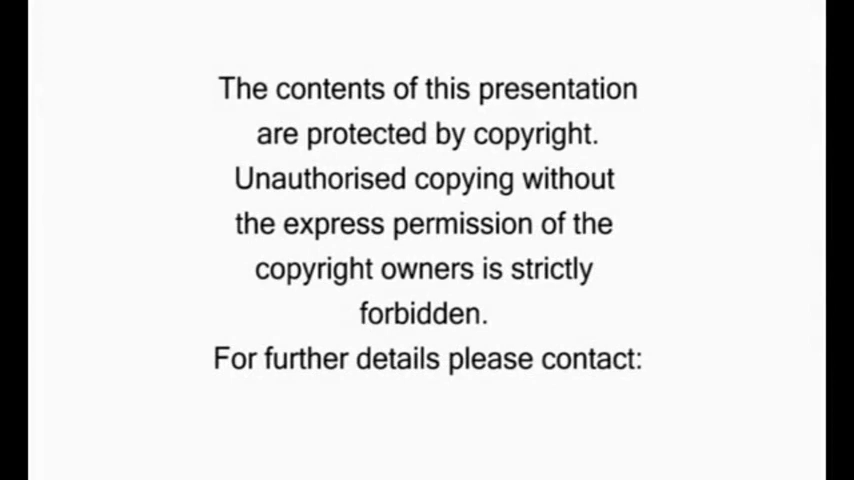 The contents of this presentation
are protected by copyright.
Unauthorised copying without
the express permission of the
copyright owners is strictly
forbidden.
For further details please contact: